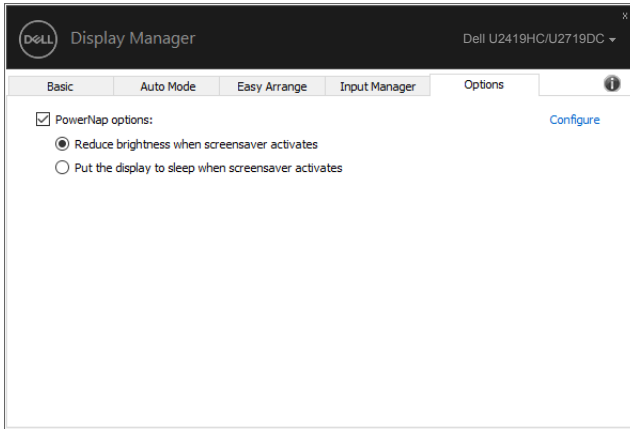 x
DELL Display Manager Dell U2419HC/U2719DC
Basic Auto Mode Easy Arrange Input Manager Options i
PowerNap options: Configure
Reduce brightness when screensaver activates
Put the display to sleep when screensaver activates